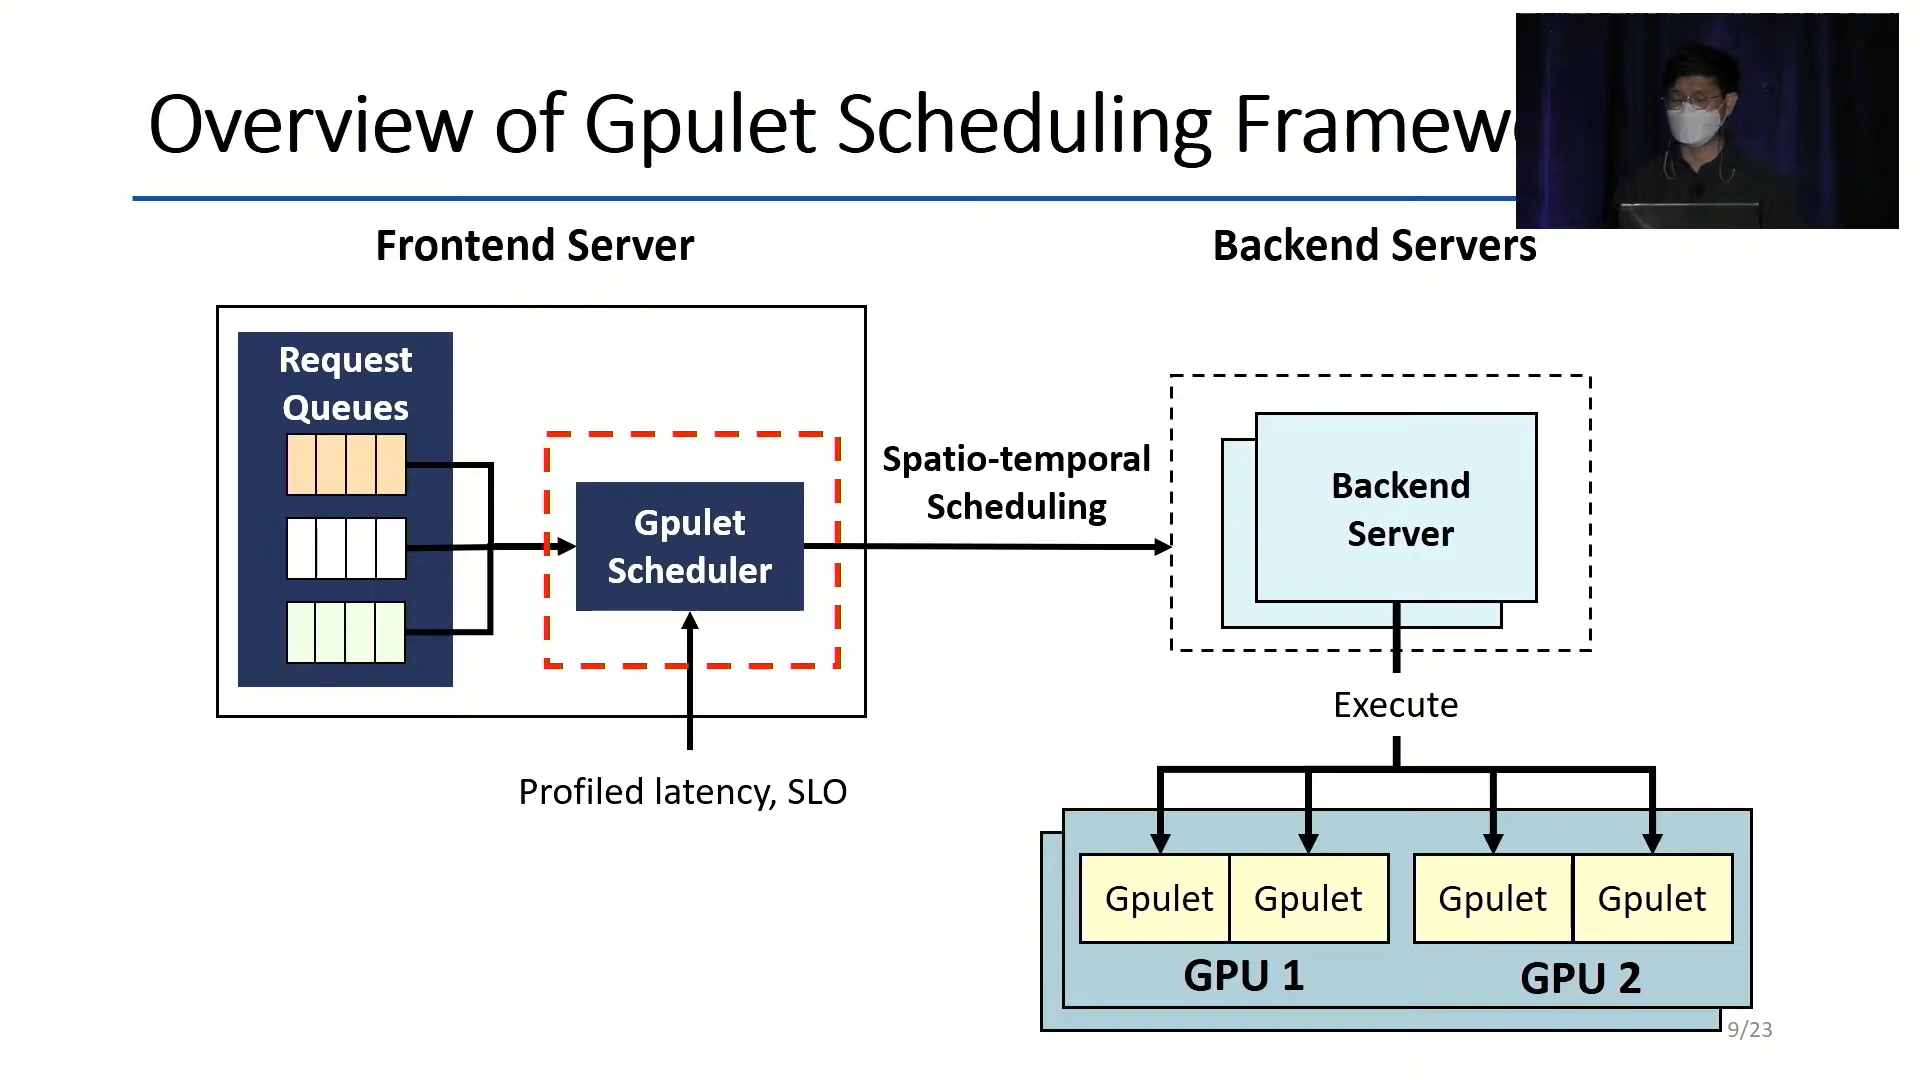 Overview of Gpulet Scheduling Framew
Frontend Server
Backend Servers
Request
Queues
Gpulet
Scheduler
Profiled latency, SLO
Spatio-temporal
Scheduling
Backend
Server
Execute
Gpulet
Gpulet
Gpulet
Gpulet
GPU 1
GPU 2
9/23